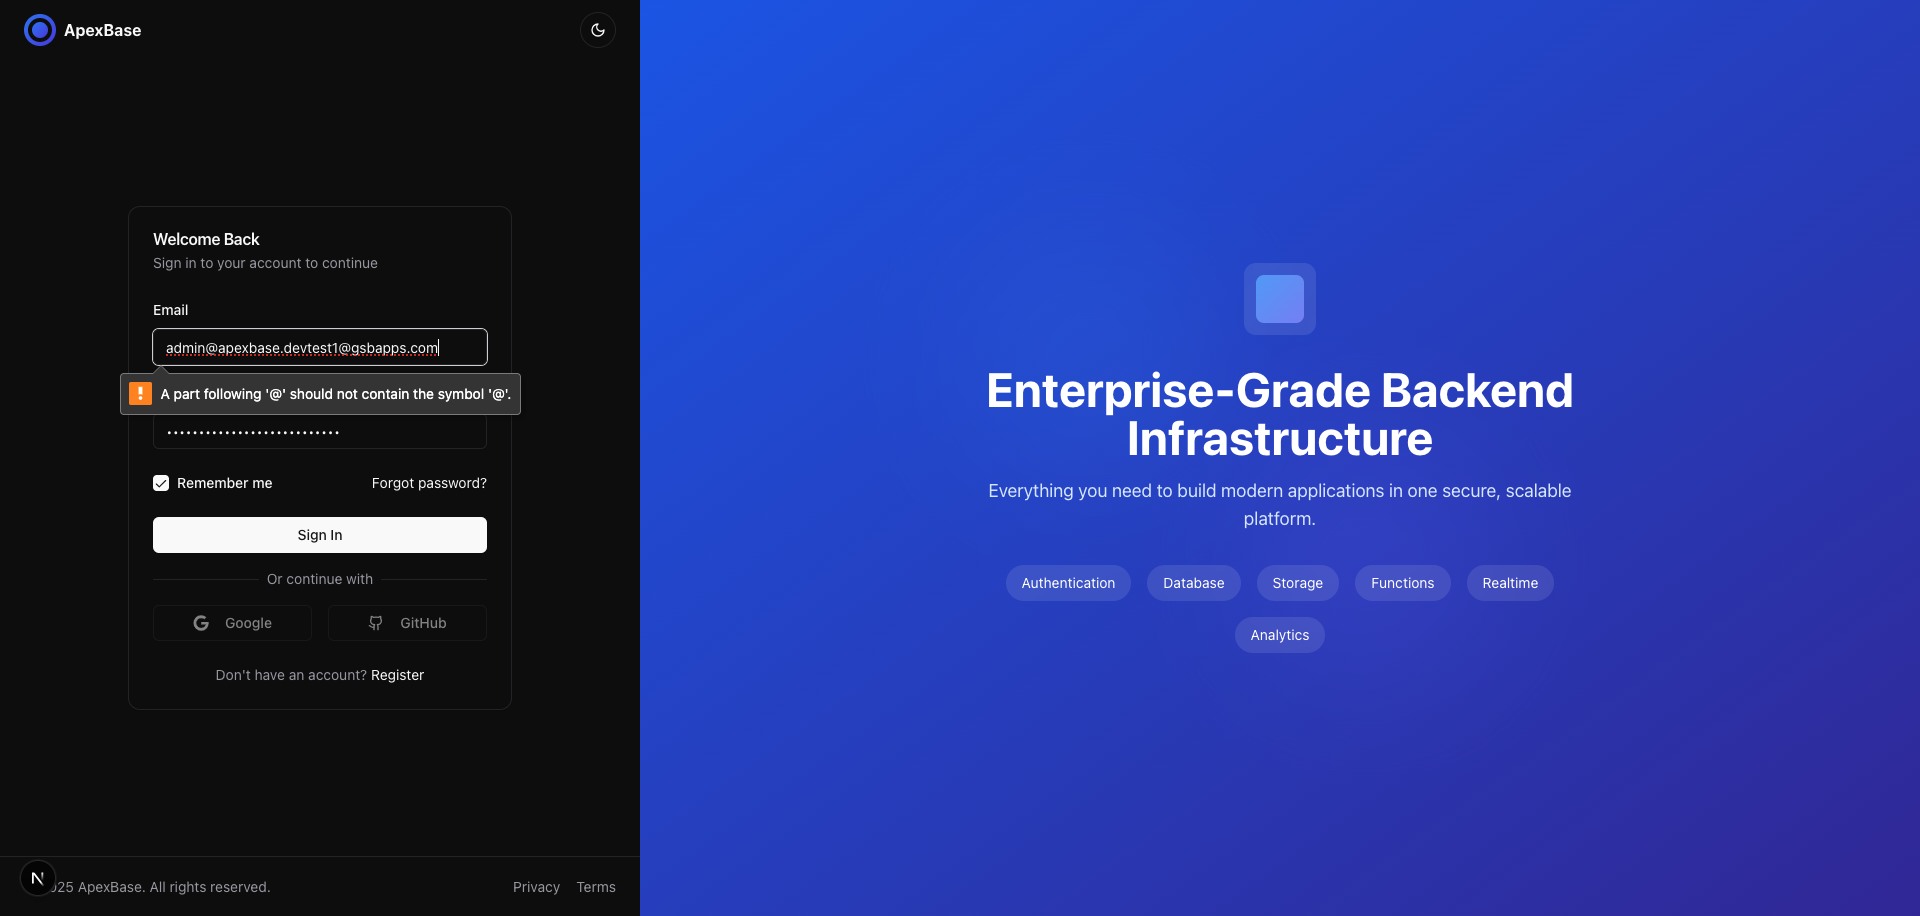 ApexBase
Welcome Back
Sign in to your account to continue
Email
admin@apexbase.devtest1@gsbapps.com
A part following '@' should not contain the symbol '@'.
Remember me
Forgot password?
Sign In
Or continue with
Google
GitHub
Don't have an account? Register
N
25 ApexBase. All rights reserved.
Privacy
Terms
Enterprise-Grade Backend
Infrastructure
Everything you need to build modern applications in one secure, scalable
platform.
Authentication
Database
Storage
Functions
Realtime
Analytics